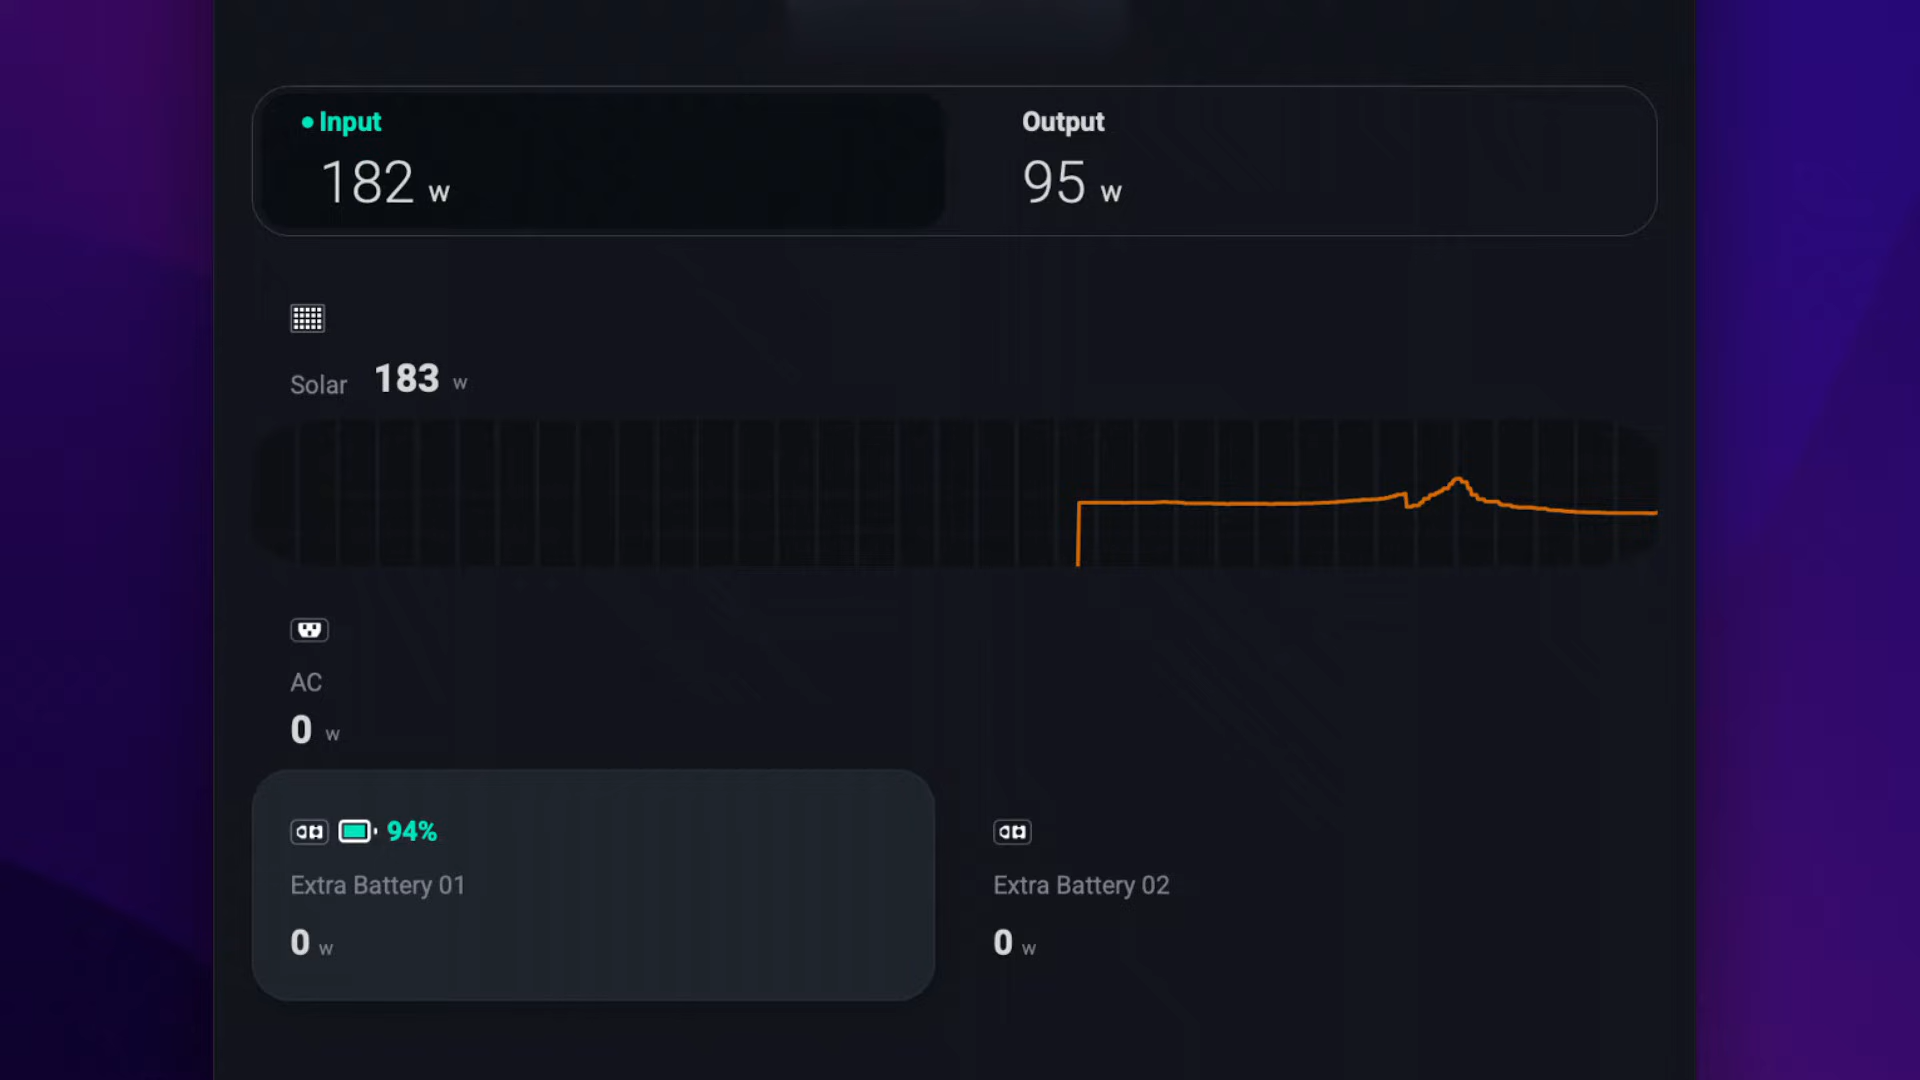 Input
182 w
Output
95 w
Solar 183 w
AC
0 w
94%
Extra Battery 01
0 w
Extra Battery 02
0 w